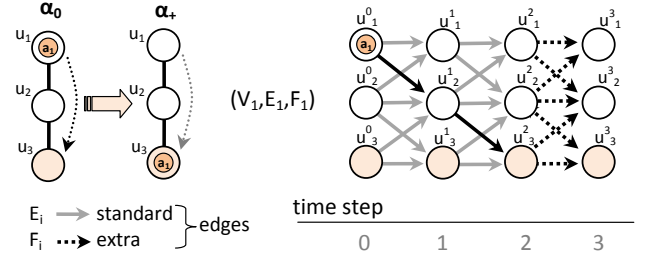 α₀ α₊
u₁ a₁ u₁
u₂ u₂
u₃ u₃ a₁
Eᵢ standard
Fᵢ extra
edges
(V₁,E₁,F₁)
u⁰₁ a₁ u¹₁ u²₁ u³₁
u⁰₂ u¹₂ u²₂ u³₂
u⁰₃ u¹₃ u²₃ u³₃
time step
0 1 2 3